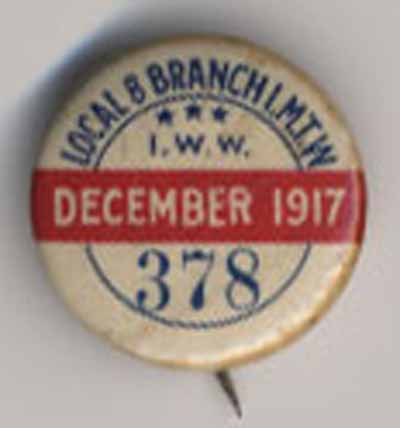 LOCAL 8 BRANCH I.M.T.W
I.W.W.
DECEMBER 1917
378